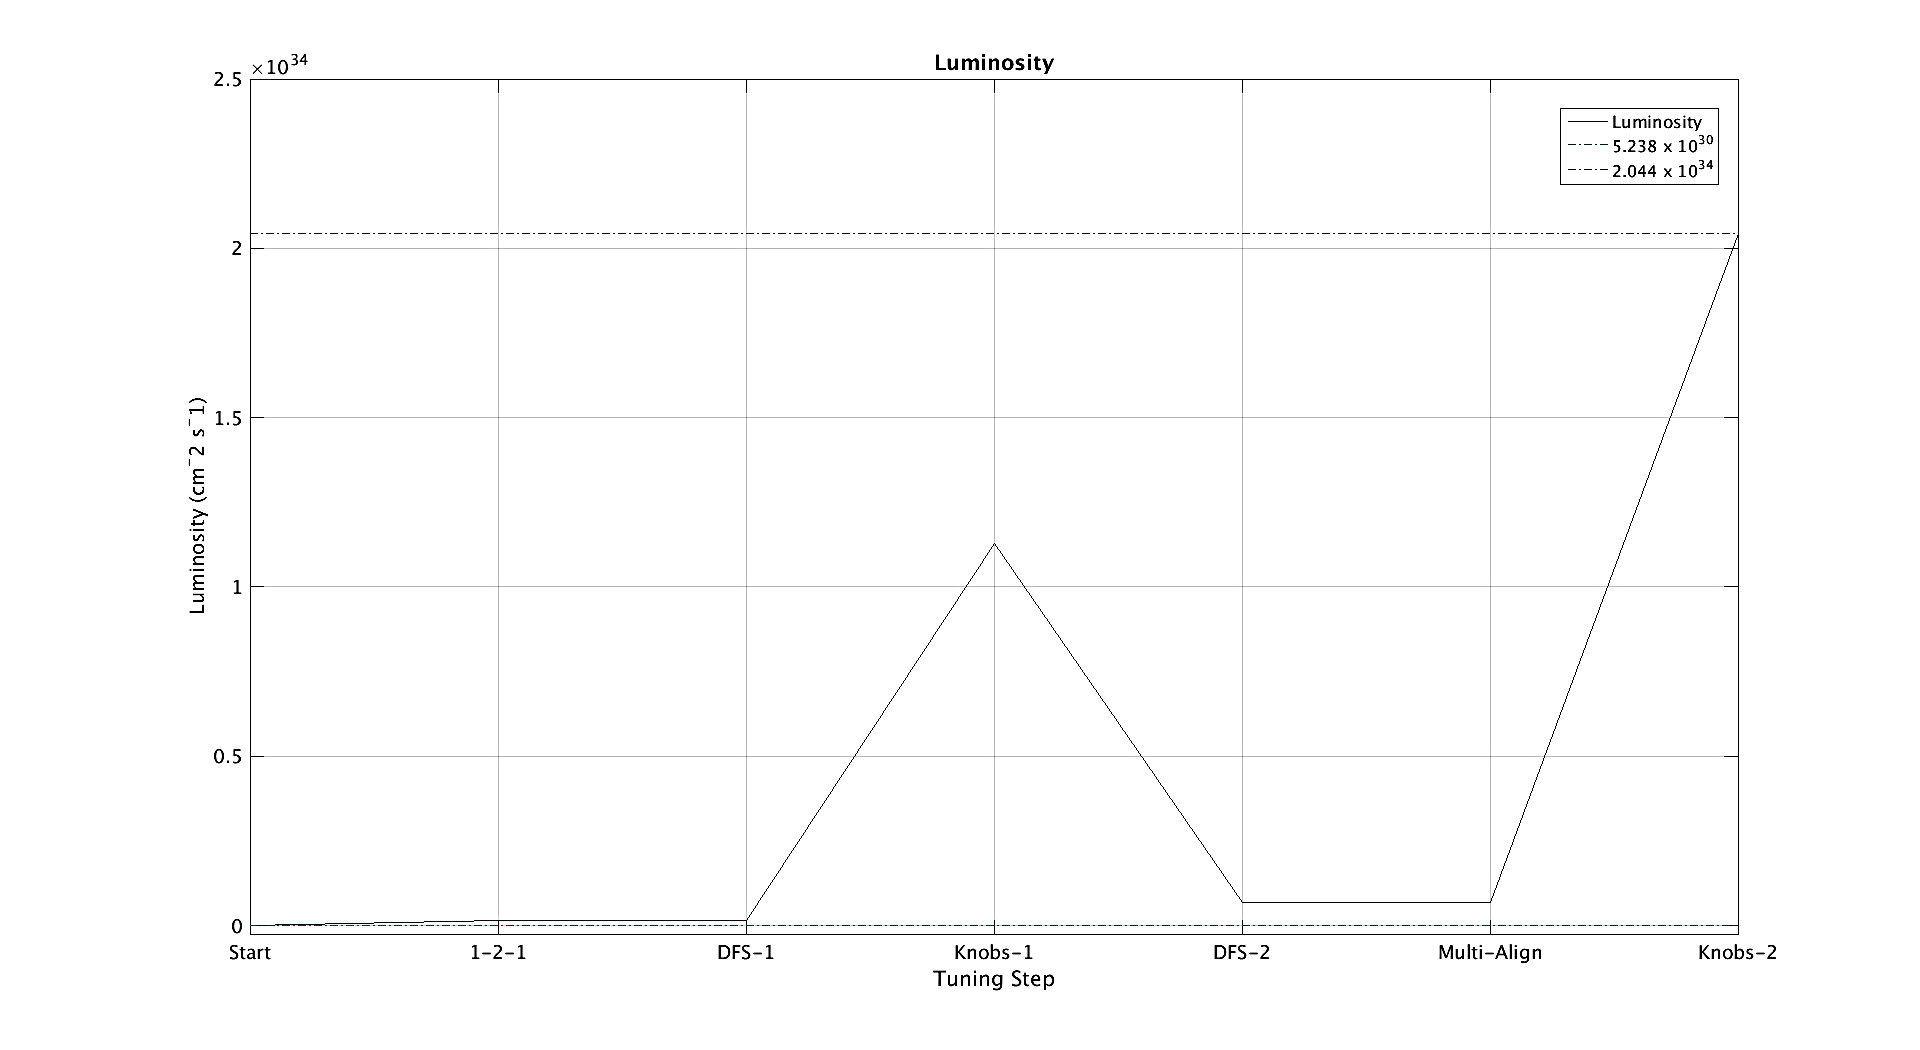 Luminosity
×10^34
2.5
2
1.5
1
0.5
0
Luminosity (cm^-2 s^-1)
Luminosity
5.238 x 10^30
2.044 x 10^34
Start 1-2-1 DFS-1 Knobs-1 DFS-2 Multi-Align Knobs-2
Tuning Step